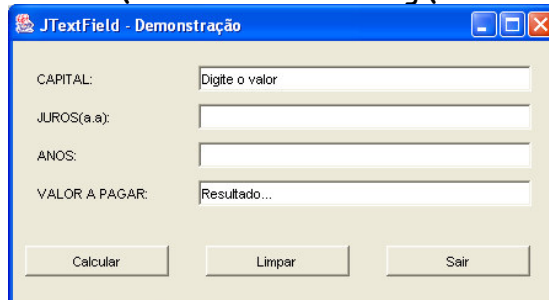 JTextField - Demonstração
CAPITAL: Digite o valor
JUROS(a.a):
ANOS:
VALOR A PAGAR: Resultado...
Calcular Limpar Sair